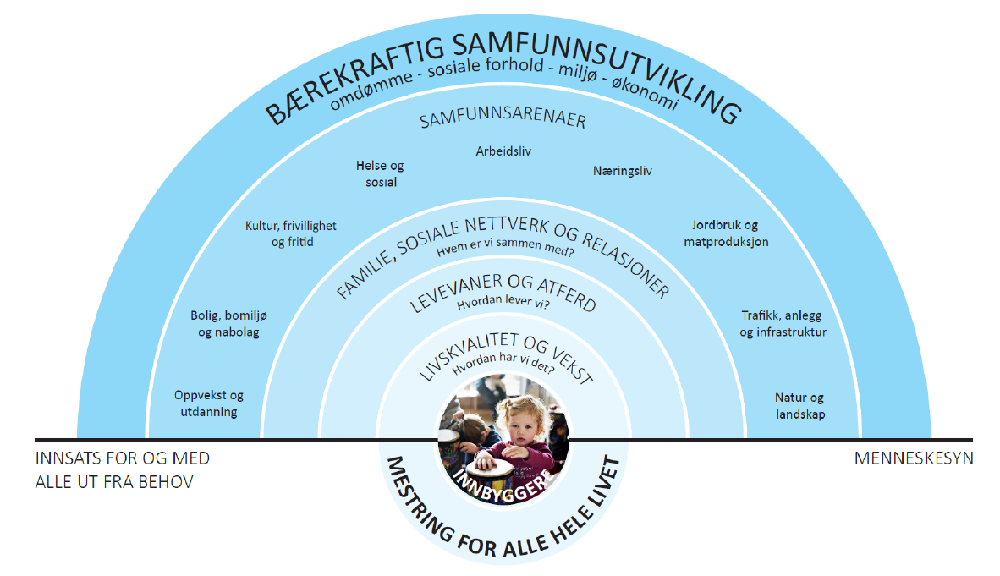 BÆREKRAFTIG SAMFUNNSUTVIKLING
omdømme - sosiale forhold - miljø - økonomi
SAMFUNNSARENAER
Arbeidsliv
Helse og
sosial
Næringsliv
Kultur, frivillighet
og fritid
Jordbruk og
matproduksjon
Bolig, bomiljø
og nabolag
Trafikk, anlegg
og infrastruktur
Oppvekst og
utdanning
Natur og
landskap
FAMILIE, SOSIALE NETTVERK OG RELASJONER
Hvem er vi sammen med?
LEVEVANER OG ATFERD
Hvordan lever vi?
LIVSKVALITET OG VEKST
Hvordan har vi det?
INNBYGGERE
MESTRING FOR ALLE HELE LIVET
INNSATS FOR OG MED
ALLE UT FRA BEHOV
MENNESKESYN